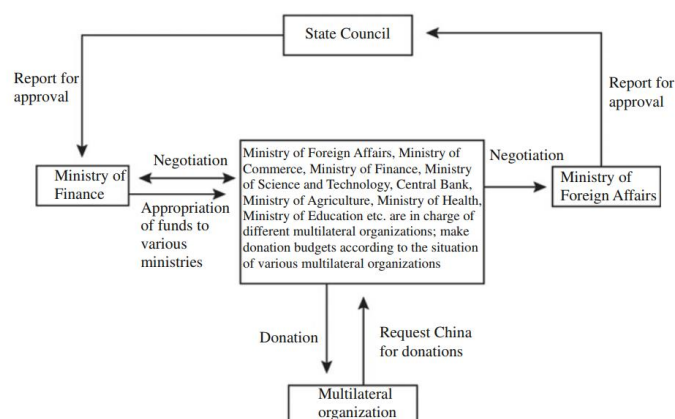 State Council
Report for
approval
Report for
approval
Ministry of
Finance
Negotiation
Appropriation
of funds to
various
ministries
Ministry of Foreign Affairs, Ministry of
Commerce, Ministry of Finance, Ministry
of Science and Technology, Central Bank,
Ministry of Agriculture, Ministry of Health,
Ministry of Education etc. are in charge of
different multilateral organizations; make
donation budgets according to the situation
of various multilateral organizations
Negotiation
Ministry of
Foreign Affairs
Donation
Request China
for donations
Multilateral
organization